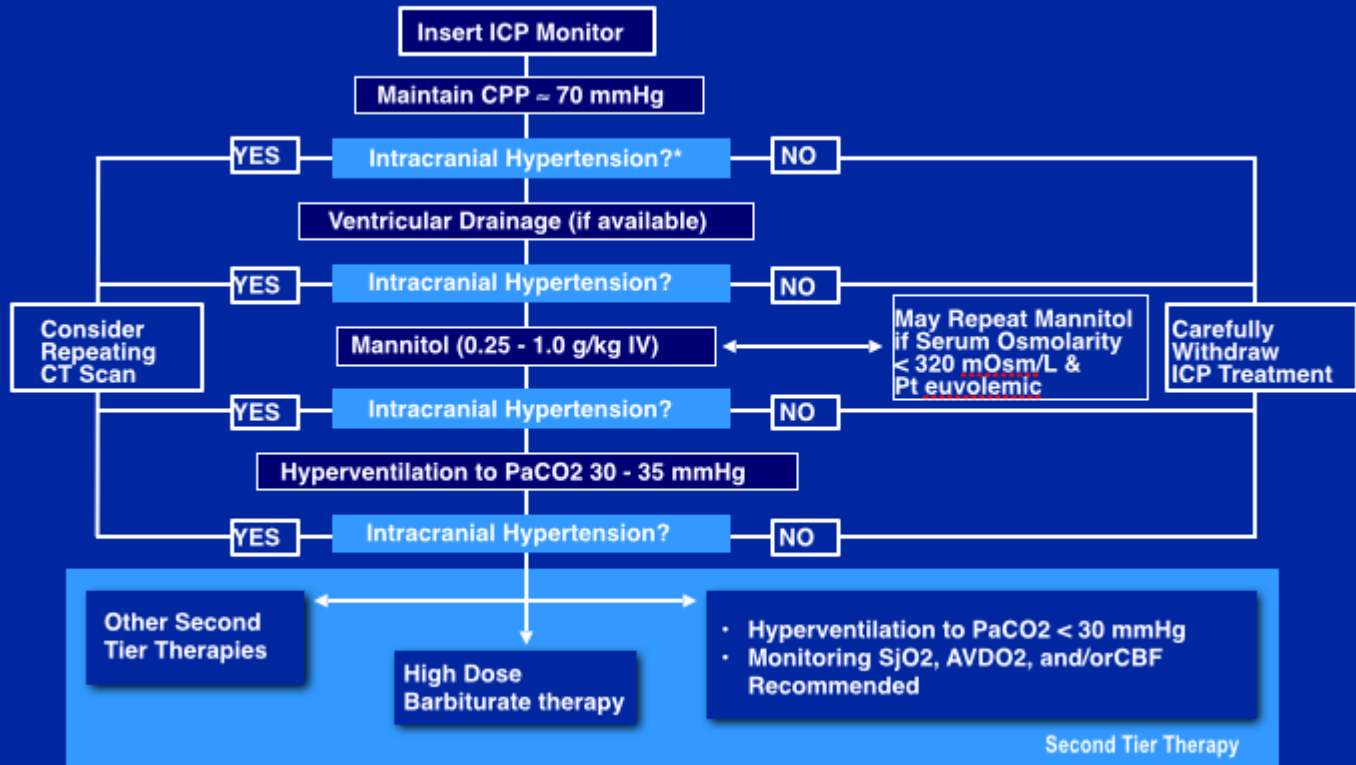 Insert ICP Monitor
Maintain CPP ~ 70 mmHg
YES
Intracranial Hypertension?*
NO
Ventricular Drainage (if available)
YES
Intracranial Hypertension?
NO
Consider
Repeating
CT Scan
Mannitol (0.25 - 1.0 g/kg IV)
May Repeat Mannitol
if Serum Osmolarity
< 320 mOsm/L &
Pt euvolemic
Carefully
Withdraw
ICP Treatment
YES
Intracranial Hypertension?
NO
Hyperventilation to PaCO2 30 - 35 mmHg
YES
Intracranial Hypertension?
NO
Other Second
Tier Therapies
High Dose
Barbiturate therapy
· Hyperventilation to PaCO2 < 30 mmHg
· Monitoring SjO2, AVDO2, and/orCBF
Recommended
Second Tier Therapy